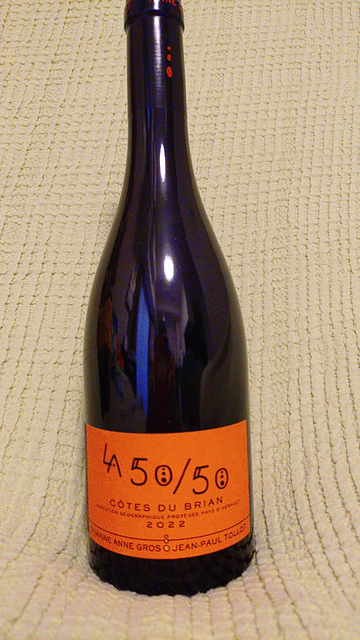 LA 50/50
CÔTES DU BRIAN
INDICATION GÉOGRAPHIQUE PROTÉGÉE PAYS D'HÉRAULT
2022
DOMAINE ANNE GROS & JEAN-PAUL TOLLOT